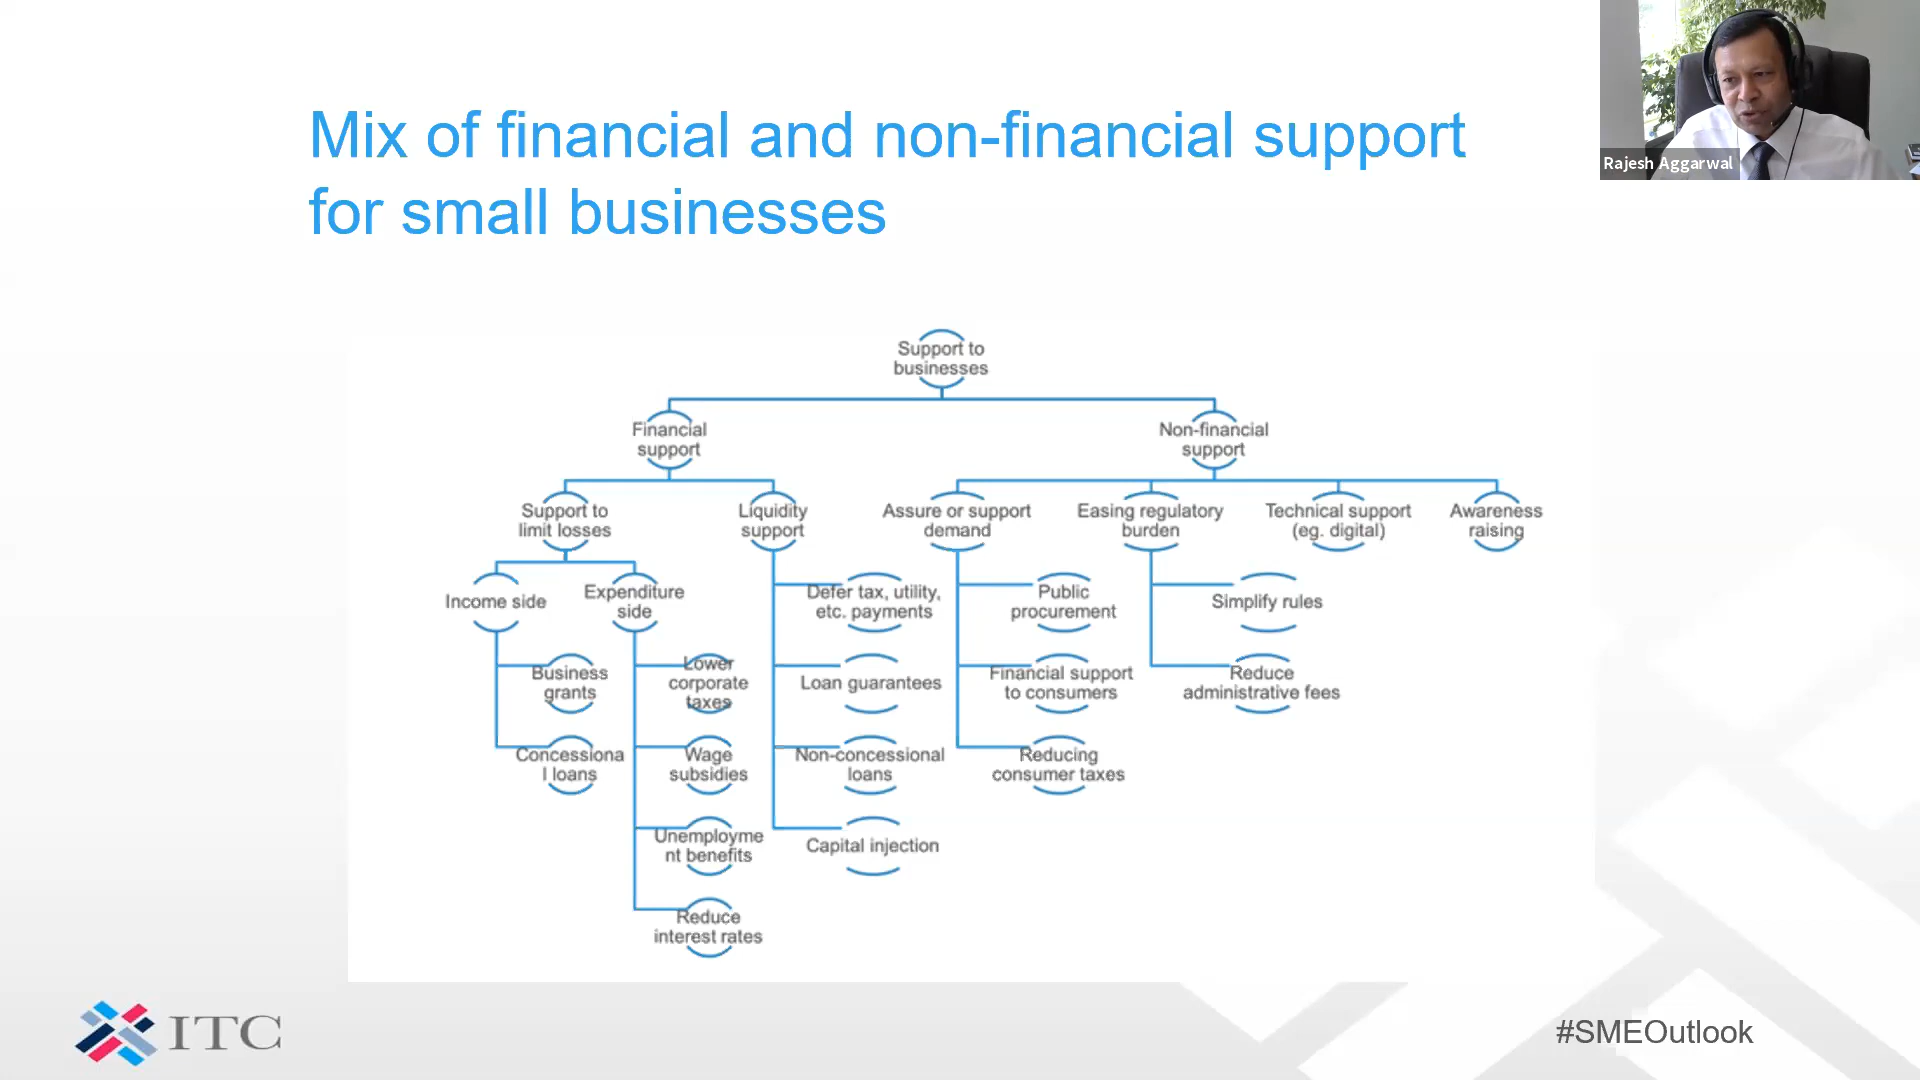 Rajesh Aggarwal
Mix of financial and non-financial support
for small businesses
Support to
businesses
Financial
support
Non-financial
support
Support to
limit losses
Liquidity
support
Assure or support
demand
Easing regulatory
burden
Technical support
(eg. digital)
Awareness
raising
Income side
Expenditure
side
Defer tax, utility,
etc. payments
Public
procurement
Simplify rules
Business
grants
Lower
corporate
taxes
Loan guarantees
Financial support
to consumers
Reduce
administrative fees
Concessiona
l loans
Wage
subsidies
Non-concessional
loans
Reducing
consumer taxes
Unemployme
nt benefits
Capital injection
Reduce
interest rates
ITC
#SMEOutlook